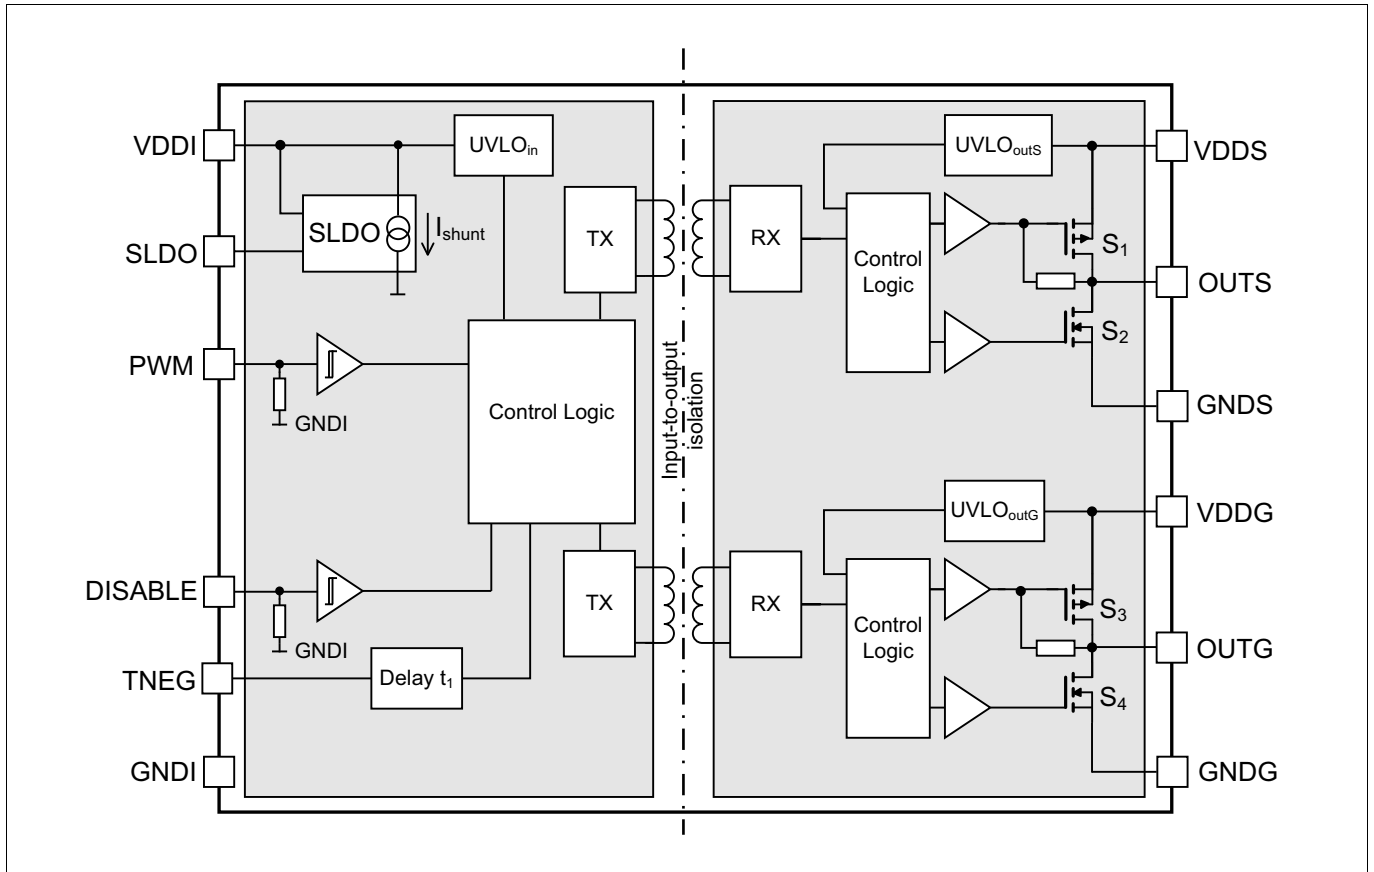 VDDI
SLDO
PWM
DISABLE
TNEG
GNDI
UVLOin
SLDO
Ishunt
GNDI
GNDI
Delay t1
TX
Control Logic
TX
Input-to-output
isolation
RX
UVLOoutS
Control
Logic
S1
S2
RX
UVLOoutG
Control
Logic
S3
S4
VDDS
OUTS
GNDS
VDDG
OUTG
GNDG